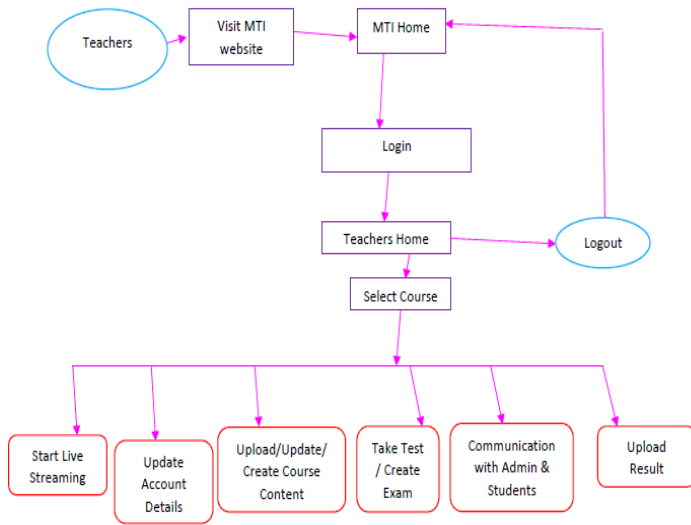 Teachers
Visit MTI
website
MTI Home
Login
Teachers Home
Logout
Select Course
Start Live
Streaming
Update
Account
Details
Upload/Update/
Create Course
Content
Take Test
/ Create
Exam
Communication
with Admin &
Students
Upload
Result